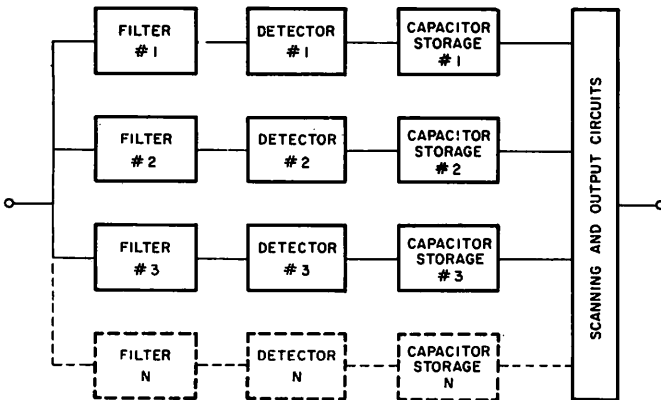 FILTER
#1
DETECTOR
#1
CAPACITOR
STORAGE
#1
FILTER
#2
DETECTOR
#2
CAPACITOR
STORAGE
#2
FILTER
#3
DETECTOR
#3
CAPACITOR
STORAGE
#3
FILTER
N
DETECTOR
N
CAPACITOR
STORAGE
N
SCANNING AND OUTPUT CIRCUITS